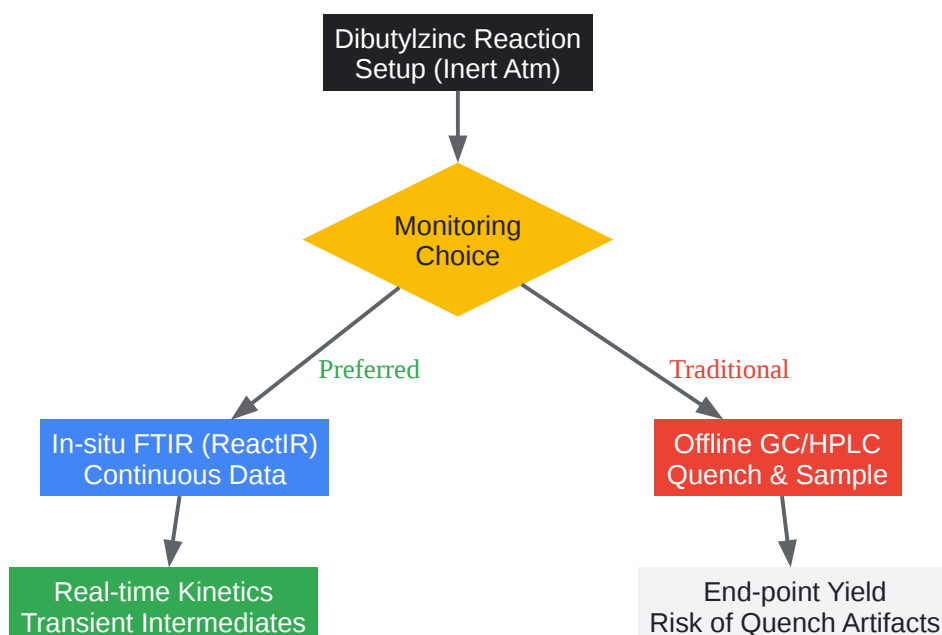 Dibutylzinc Reaction
Setup (Inert Atm)
Monitoring
Choice
Preferred
Traditional
In-situ FTIR (ReactIR)
Continuous Data
Offline GC/HPLC
Quench & Sample
Real-time Kinetics
Transient Intermediates
End-point Yield
Risk of Quench Artifacts